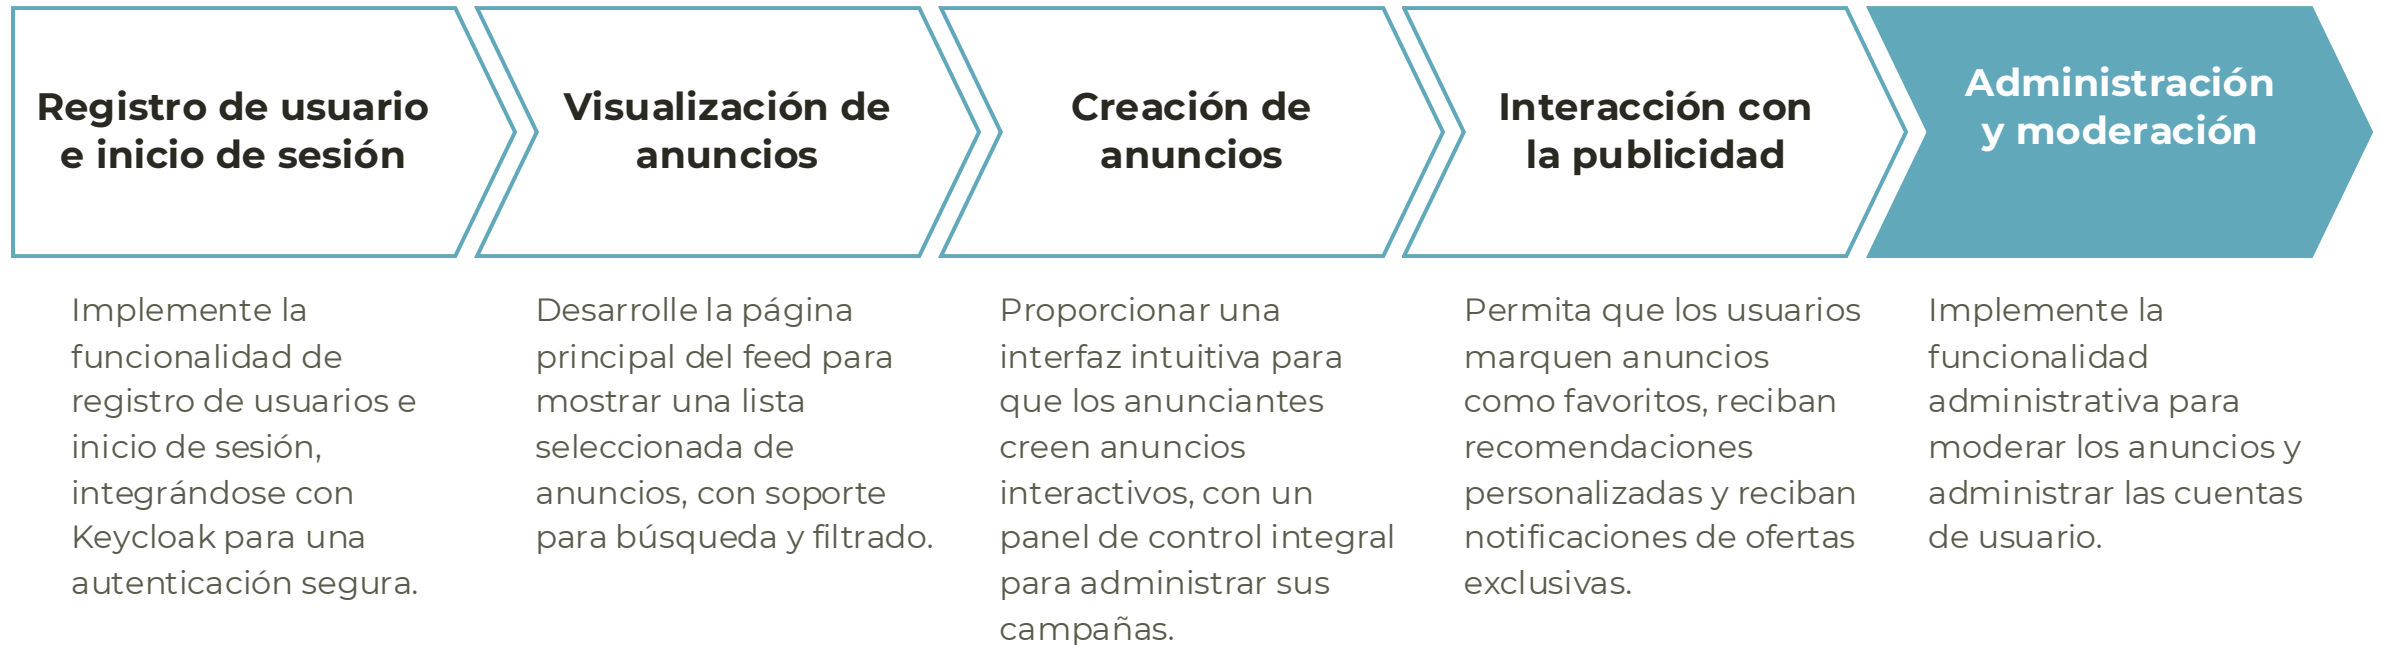 Registro de usuario
e inicio de sesión
Visualización de
anuncios
Creación de
anuncios
Interacción con
la publicidad
Administración
y moderación
Implemente la
funcionalidad de
registro de usuarios e
inicio de sesión,
integrándose con
Keycloak para una
autenticación segura.
Desarrolle la página
principal del feed para
mostrar una lista
seleccionada de
anuncios, con soporte
para búsqueda y filtrado.
Proporcionar una
interfaz intuitiva para
que los anunciantes
creen anuncios
interactivos, con un
panel de control integral
para administrar sus
campañas.
Permita que los usuarios
marquen anuncios
como favoritos, reciban
recomendaciones
personalizadas y reciban
notificaciones de ofertas
exclusivas.
Implemente la
funcionalidad
administrativa para
moderar los anuncios y
administrar las cuentas
de usuario.